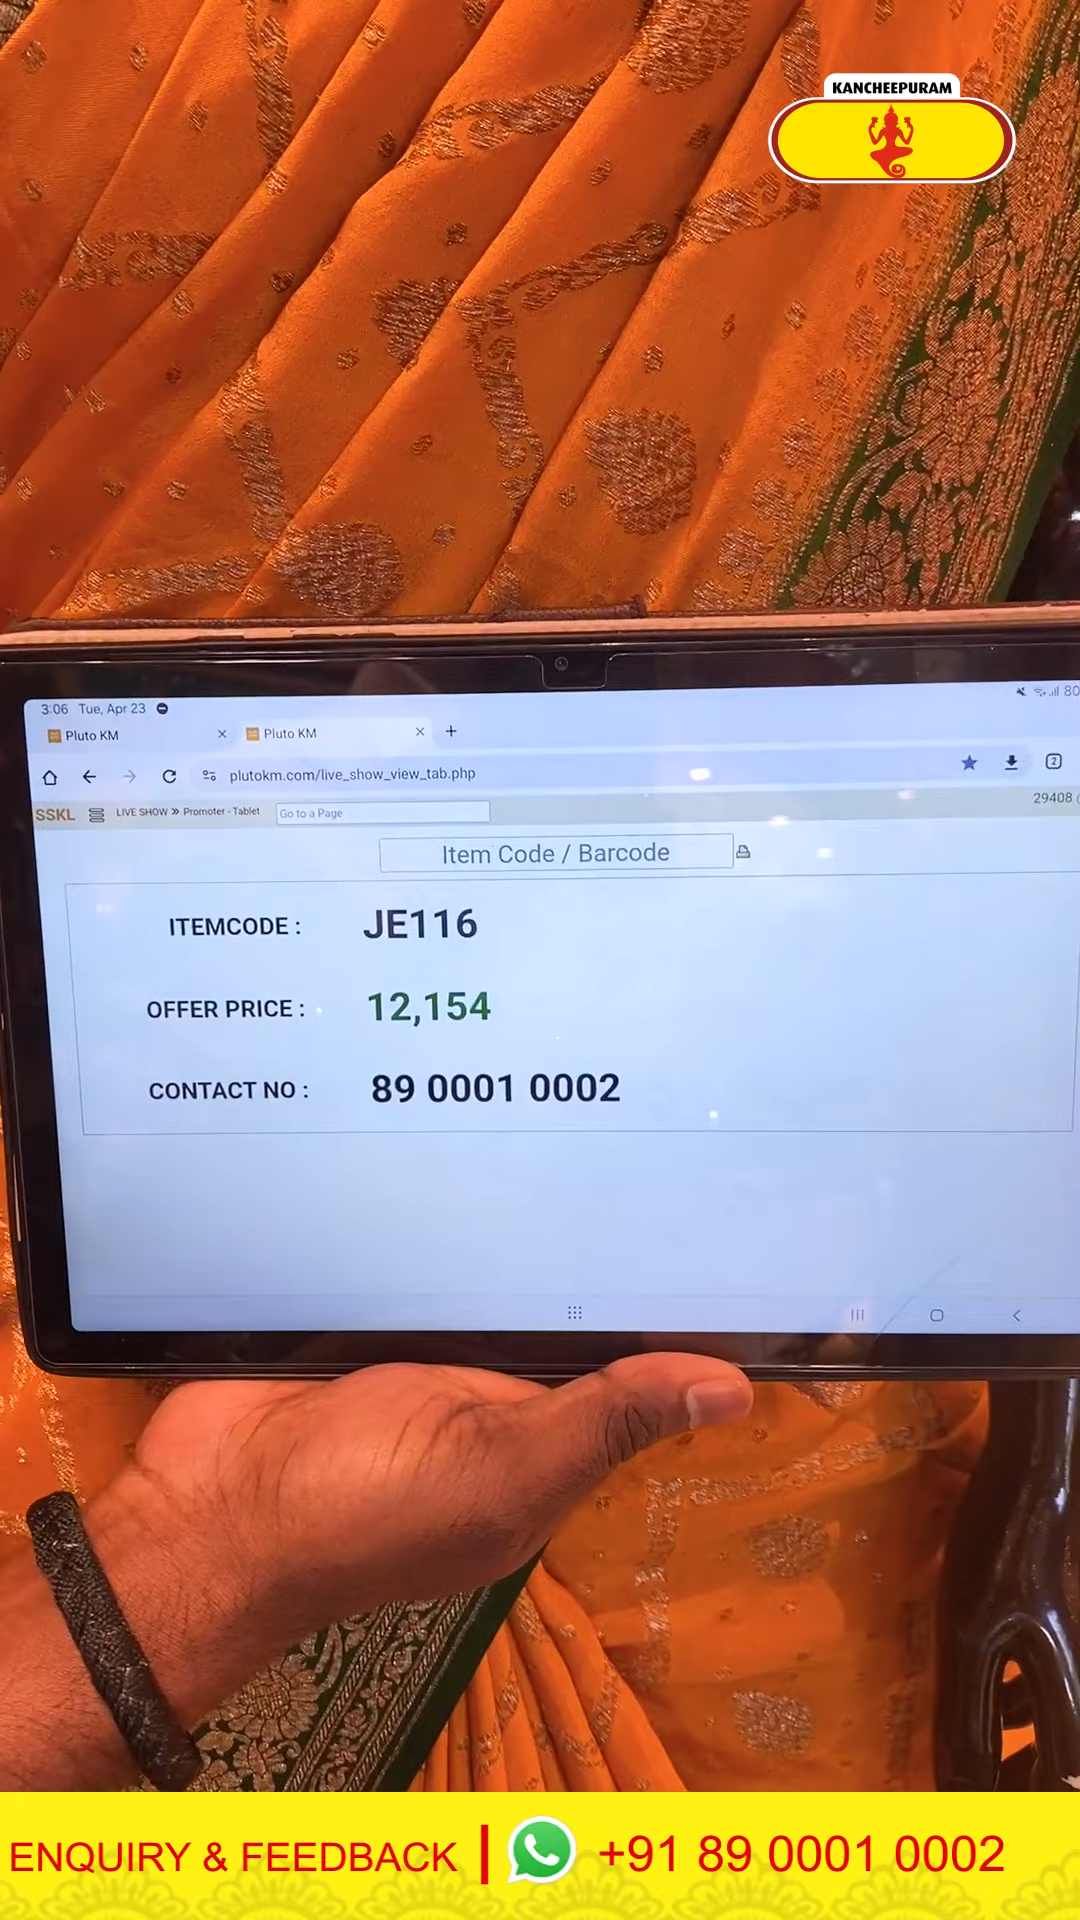 KANCHEEPURAM
3:06 Tue, Apr 23
80
Pluto KM
Pluto KM
plutokm.com/live_show_view_tab.php
2
SSKL
LIVE SHOW » Promoter - Tablet
Go to a Page
29408
Item Code / Barcode
ITEMCODE : JE116
OFFER PRICE : 12,154
CONTACT NO : 89 0001 0002
ENQUIRY & FEEDBACK | +91 89 0001 0002